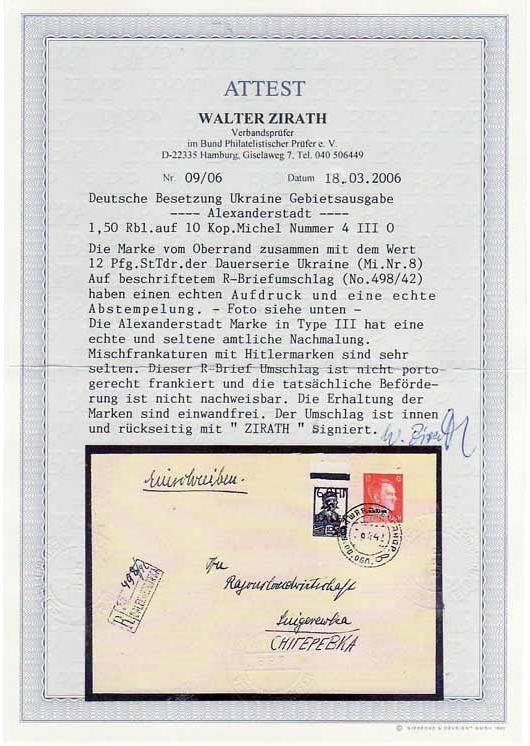 ATTEST
WALTER ZIRATH
Verbandsprüfer
im Bund Philatelistischer Prüfer e. V.
D-22335 Hamburg, Giselaweg 7, Tel. 040 506449
Nr. 09/06 Datum 18.03.2006
Deutsche Besetzung Ukraine Gebietsausgabe
---- Alexanderstadt ----
1,50 Rbl.auf 10 Kop.Michel Nummer 4 III O
Die Marke vom Oberrand zusammen mit dem Wert
12 Pfg.StTdr.der Dauerserie Ukraine (Mi.Nr.8)
Auf beschriftetem R-Briefumschlag (No.498/42)
haben einen echten Aufdruck und eine echte
Abstempelung. - Foto siehe unten -
Die Alexanderstadt Marke in Type III hat eine
echte und seltene amtliche Nachmalung.
Mischfrankaturen mit Hitlermarken sind sehr
selten. Dieser R-Brief Umschlag ist nicht porto
gerecht frankiert und die tatsächliche Beförde-
rung ist nicht nachweisbar. Die Erhaltung der
Marken sind einwandfrei. Der Umschlag ist innen
und rückseitig mit " ZIRATH " signiert.
Einschreiben.
An
Rayonslandwirtschaft
Snigerewka
СНІГЕРЕВКА